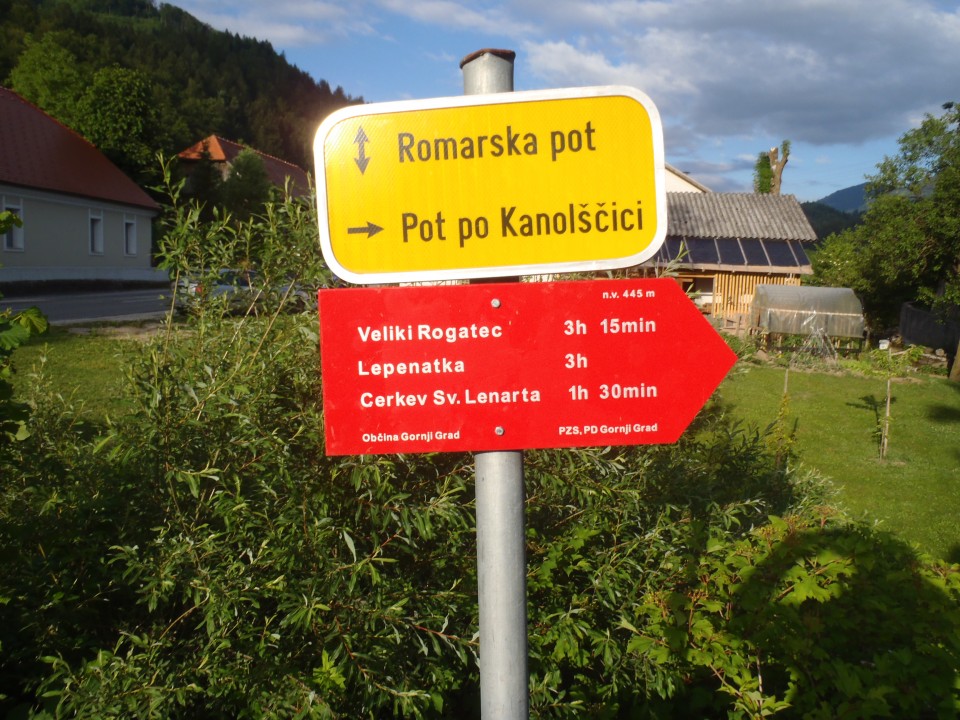 Romarska pot
Pot po Kanolščici
n.v. 445 m
Veliki Rogatec 3h 15min
Lepenatka 3h
Cerkev Sv. Lenarta 1h 30min
Občina Gornji Grad PZS, PD Gornji Grad